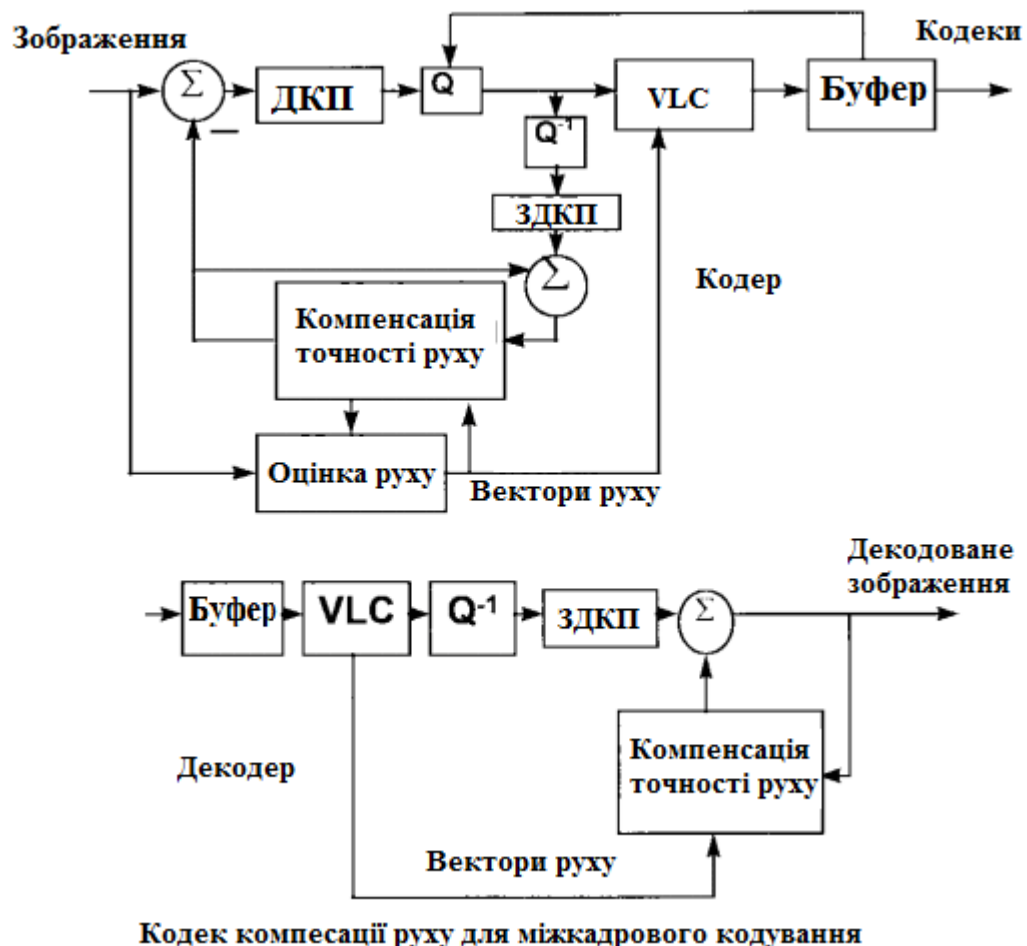 Зображення
Кодеки
Σ
ДКП
Q
VLC
Буфер
Q-1
ЗДКП
Σ
Кодер
Компенсація
точності руху
Оцінка руху
Вектори руху
Декодоване
зображення
Буфер
VLC
Q-1
ЗДКП
Σ
Компенсація
точності руху
Декодер
Вектори руху
Кодек компесації руху для міжкадрового кодування